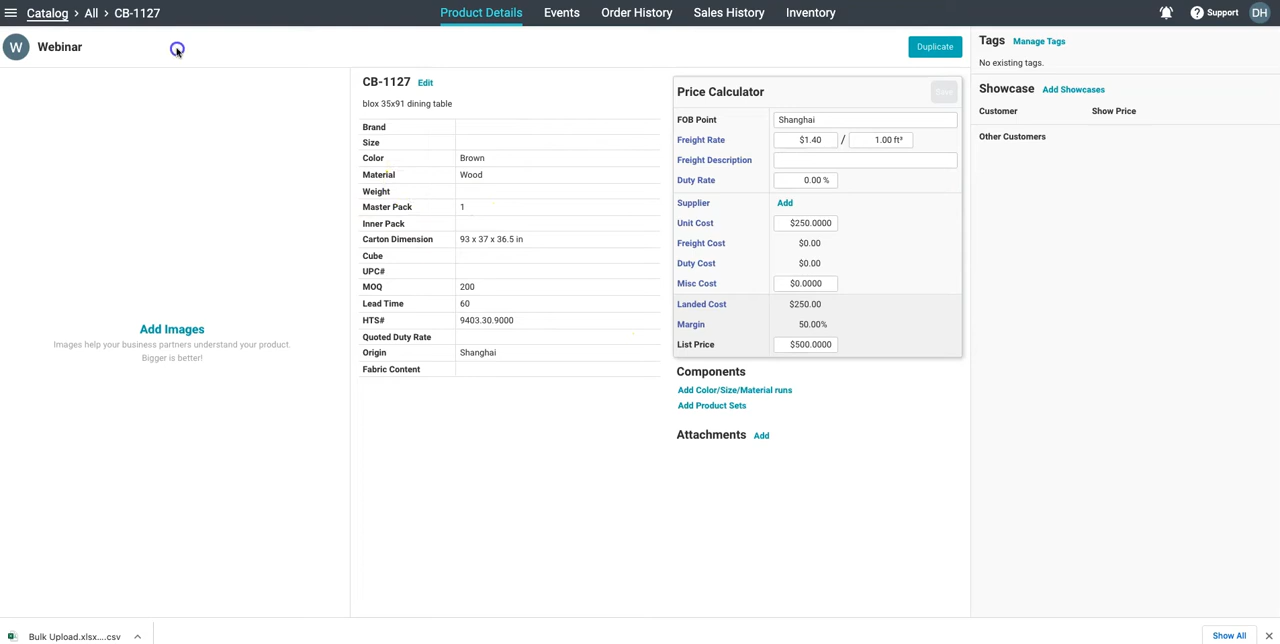 Catalog > All > CB-1127
Product Details Events Order History Sales History Inventory
? Support DH
W Webinar
Duplicate
Tags Manage Tags
No existing tags.
Showcase Add Showcases
Customer Show Price
Other Customers
Add Images
Images help your business partners understand your product.
Bigger is better!
CB-1127 Edit
blox 35x91 dining table
Brand
Size
Color Brown
Material Wood
Weight
Master Pack 1
Inner Pack
Carton Dimension 93 x 37 x 36.5 in
Cube
UPC#
MOQ 200
Lead Time 60
HTS# 9403.30.9000
Quoted Duty Rate
Origin Shanghai
Fabric Content
Price Calculator
FOB Point Shanghai
Freight Rate $1.40 / 1.00 ft³
Freight Description
Duty Rate 0.00 %
Supplier Add
Unit Cost $250.0000
Freight Cost $0.00
Duty Cost $0.00
Misc Cost $0.0000
Landed Cost $250.00
Margin 50.00%
List Price $500.0000
Components
Add Color/Size/Material runs
Add Product Sets
Attachments Add
Bulk Upload.xlsx....csv
Show All